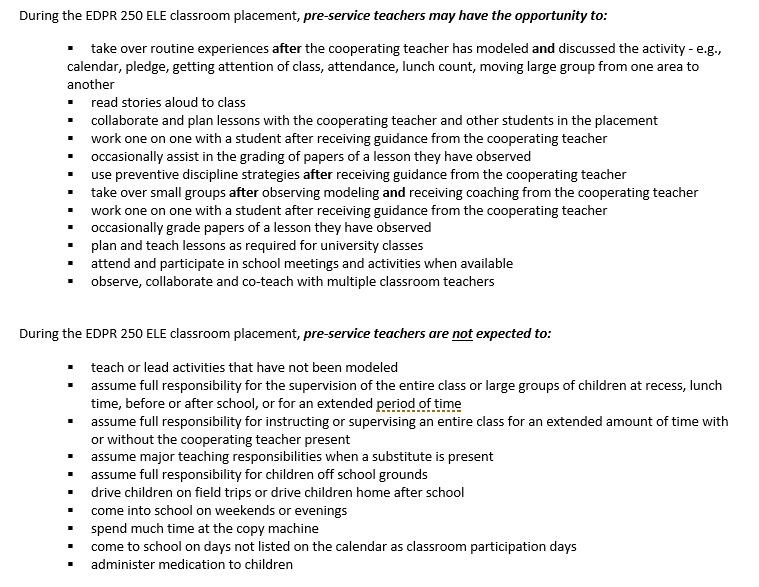 During the EDPR 250 ELE classroom placement, pre-service teachers may have the opportunity to:
▪ take over routine experiences after the cooperating teacher has modeled and discussed the activity - e.g.,
calendar, pledge, getting attention of class, attendance, lunch count, moving large group from one area to
another
▪ read stories aloud to class
▪ collaborate and plan lessons with the cooperating teacher and other students in the placement
▪ work one on one with a student after receiving guidance from the cooperating teacher
▪ occasionally assist in the grading of papers of a lesson they have observed
▪ use preventive discipline strategies after receiving guidance from the cooperating teacher
▪ take over small groups after observing modeling and receiving coaching from the cooperating teacher
▪ work one on one with a student after receiving guidance from the cooperating teacher
▪ occasionally grade papers of a lesson they have observed
▪ plan and teach lessons as required for university classes
▪ attend and participate in school meetings and activities when available
▪ observe, collaborate and co-teach with multiple classroom teachers
During the EDPR 250 ELE classroom placement, pre-service teachers are not expected to:
▪ teach or lead activities that have not been modeled
▪ assume full responsibility for the supervision of the entire class or large groups of children at recess, lunch
time, before or after school, or for an extended period of time
▪ assume full responsibility for instructing or supervising an entire class for an extended amount of time with
or without the cooperating teacher present
▪ assume major teaching responsibilities when a substitute is present
▪ assume full responsibility for children off school grounds
▪ drive children on field trips or drive children home after school
▪ come into school on weekends or evenings
▪ spend much time at the copy machine
▪ come to school on days not listed on the calendar as classroom participation days
▪ administer medication to children